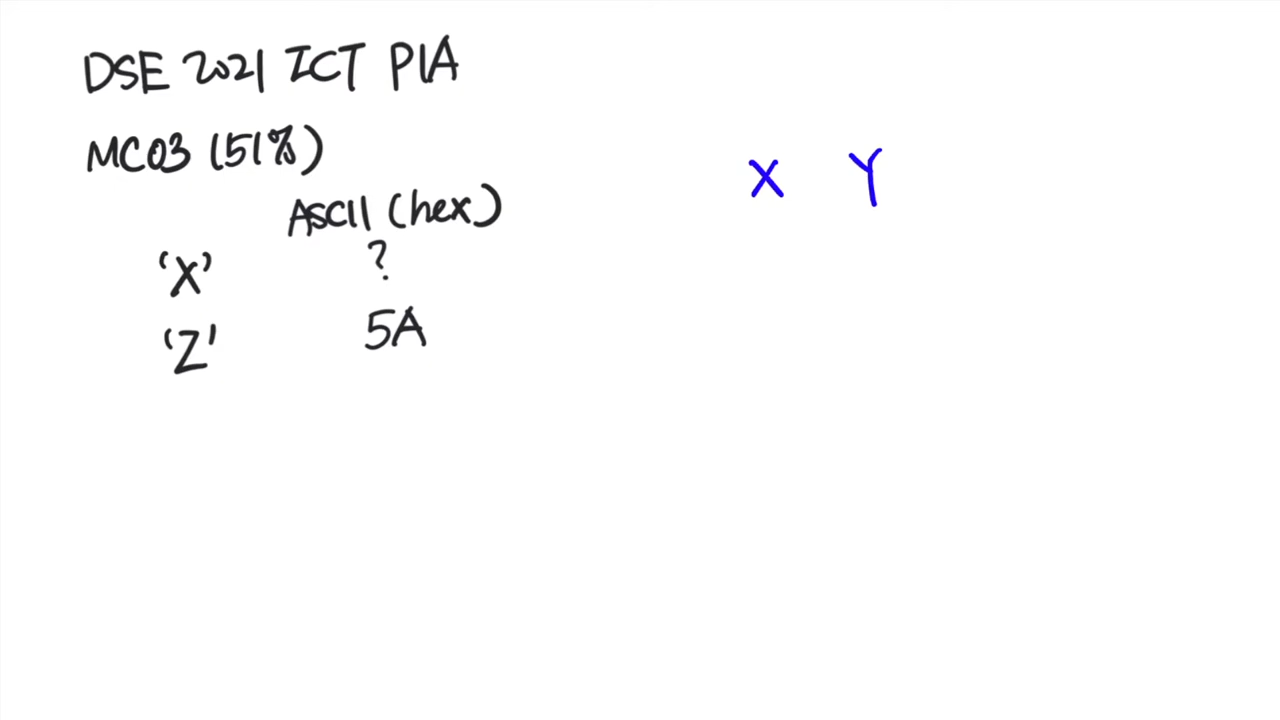 DSE 2021 ICT P1A
MC03 (51%)
X Y
ASCII (hex)
'X' ?
'Z' 5A